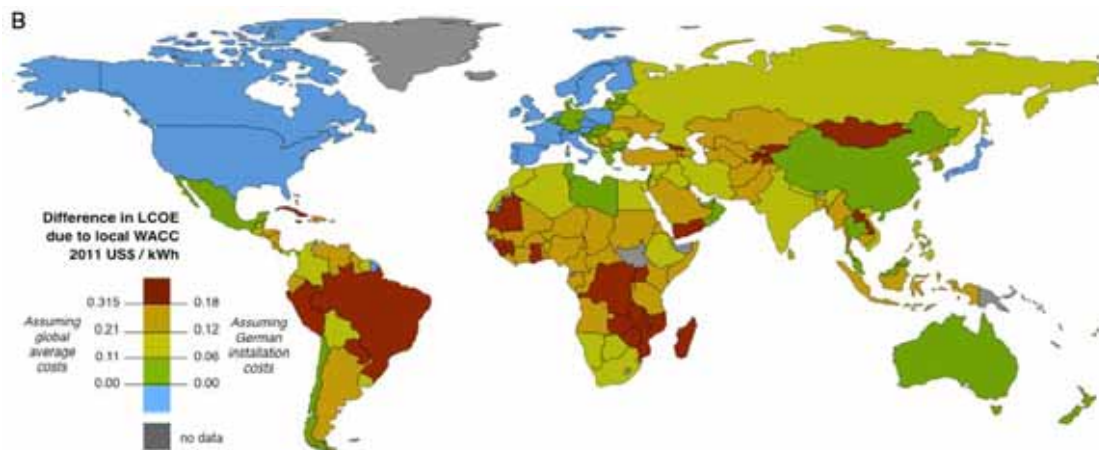 B
Difference in LCOE
due to local WACC
2011 US$ / kWh
0.315 0.18
Assuming global average costs
0.21 0.12
0.11 0.06
0.00 0.00
Assuming German installation costs
no data